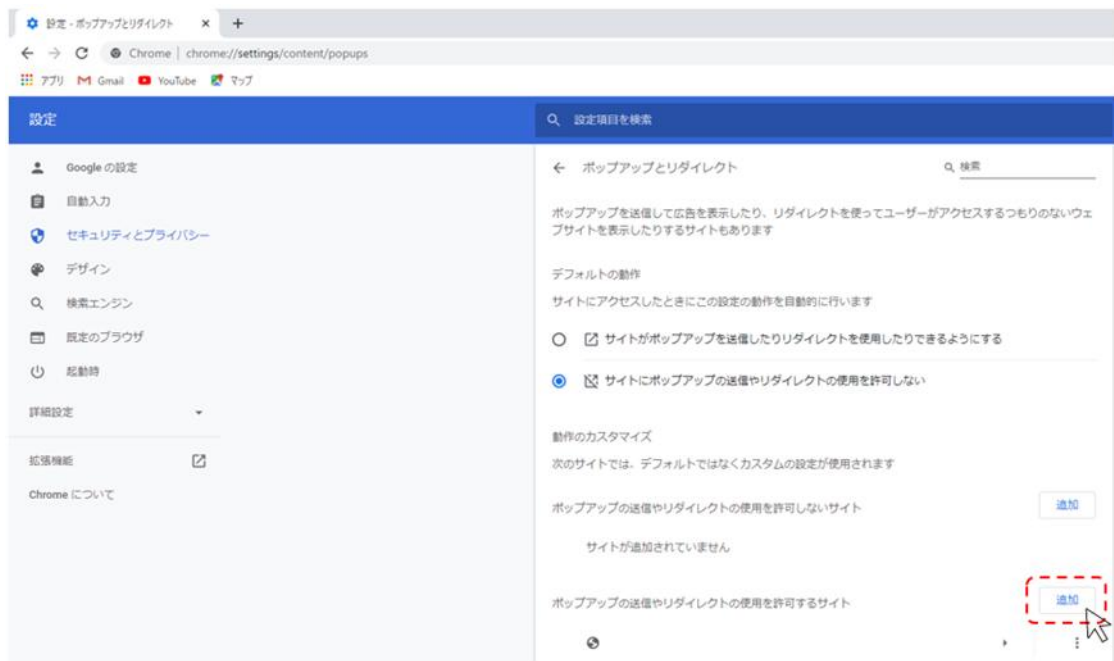 設定 - ポップアップとリダイレクト
Chrome | chrome://settings/content/popups
アプリ Gmail YouTube マップ
設定
設定項目を検索
Google の設定
自動入力
セキュリティとプライバシー
デザイン
検索エンジン
既定のブラウザ
起動時
詳細設定
拡張機能
Chrome について
ポップアップとリダイレクト
検索
ポップアップを送信して広告を表示したり、リダイレクトを使ってユーザーがアクセスするつもりのないウェ
ブサイトを表示したりするサイトもあります
デフォルトの動作
サイトにアクセスしたときにこの設定の動作を自動的に行います
サイトがポップアップを送信したりリダイレクトを使用したりできるようにする
サイトにポップアップの送信やリダイレクトの使用を許可しない
動作のカスタマイズ
次のサイトでは、デフォルトではなくカスタムの設定が使用されます
ポップアップの送信やリダイレクトの使用を許可しないサイト
追加
サイトが追加されていません
ポップアップの送信やリダイレクトの使用を許可するサイト
追加